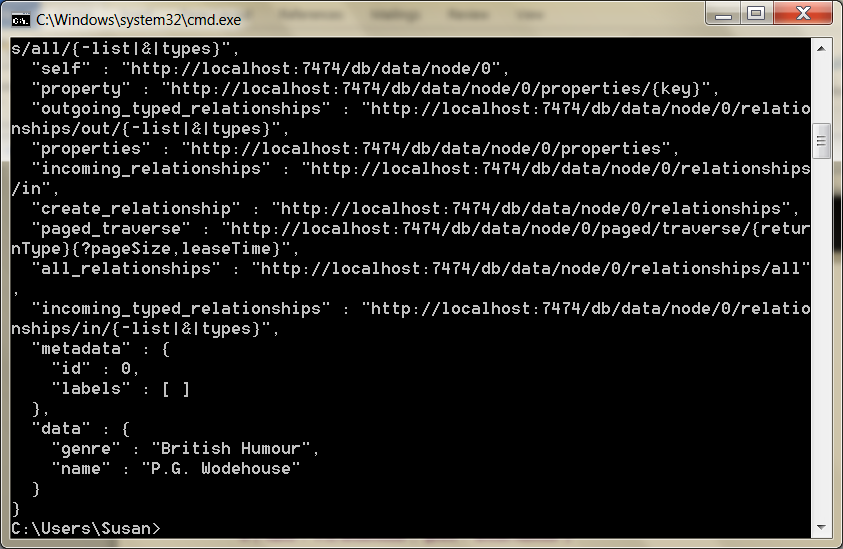 References Mailings Review View
C:\Windows\system32\cmd.exe
s/all/{-list|&|types}",
  "self" : "http://localhost:7474/db/data/node/0",
  "property" : "http://localhost:7474/db/data/node/0/properties/{key}",
  "outgoing_typed_relationships" : "http://localhost:7474/db/data/node/0/relatio
nships/out/{-list|&|types}",
  "properties" : "http://localhost:7474/db/data/node/0/properties",
  "incoming_relationships" : "http://localhost:7474/db/data/node/0/relationships
/in",
  "create_relationship" : "http://localhost:7474/db/data/node/0/relationships",
  "paged_traverse" : "http://localhost:7474/db/data/node/0/paged/traverse/{retur
nType}{?pageSize,leaseTime}",
  "all_relationships" : "http://localhost:7474/db/data/node/0/relationships/all"
,
  "incoming_typed_relationships" : "http://localhost:7474/db/data/node/0/relatio
nships/in/{-list|&|types}",
  "metadata" : {
    "id" : 0,
    "labels" : [ ]
  },
  "data" : {
    "genre" : "British Humour",
    "name" : "P.G. Wodehouse"
  }
}
C:\Users\Susan>